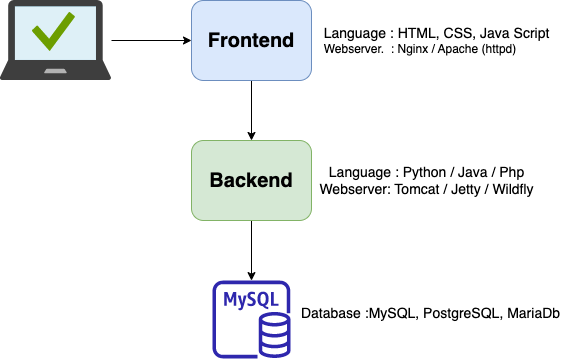 Frontend
Language : HTML, CSS, Java Script
Webserver. : Nginx / Apache (httpd)
Backend
Language : Python / Java / Php
Webserver: Tomcat / Jetty / Wildfly
MySQL
Database :MySQL, PostgreSQL, MariaDb